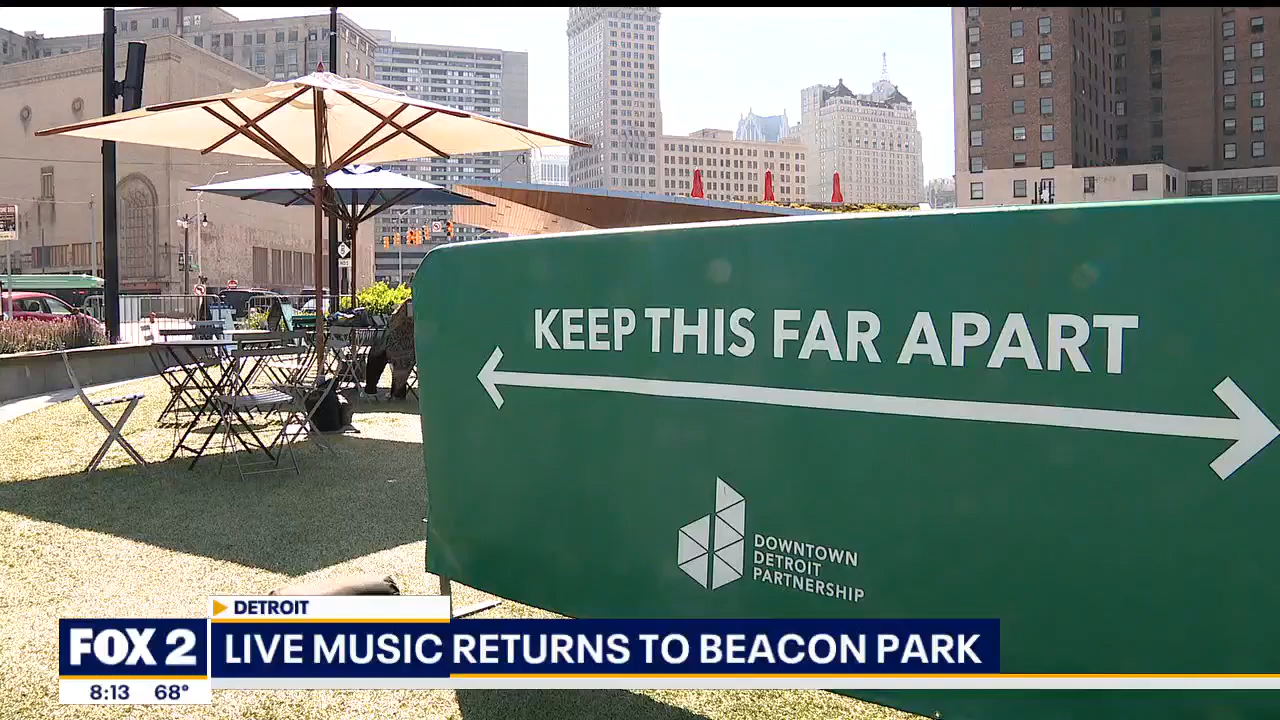 KEEP THIS FAR APART
DOWNTOWN
DETROIT
PARTNERSHIP
DETROIT
FOX 2
LIVE MUSIC RETURNS TO BEACON PARK
8:13 68°